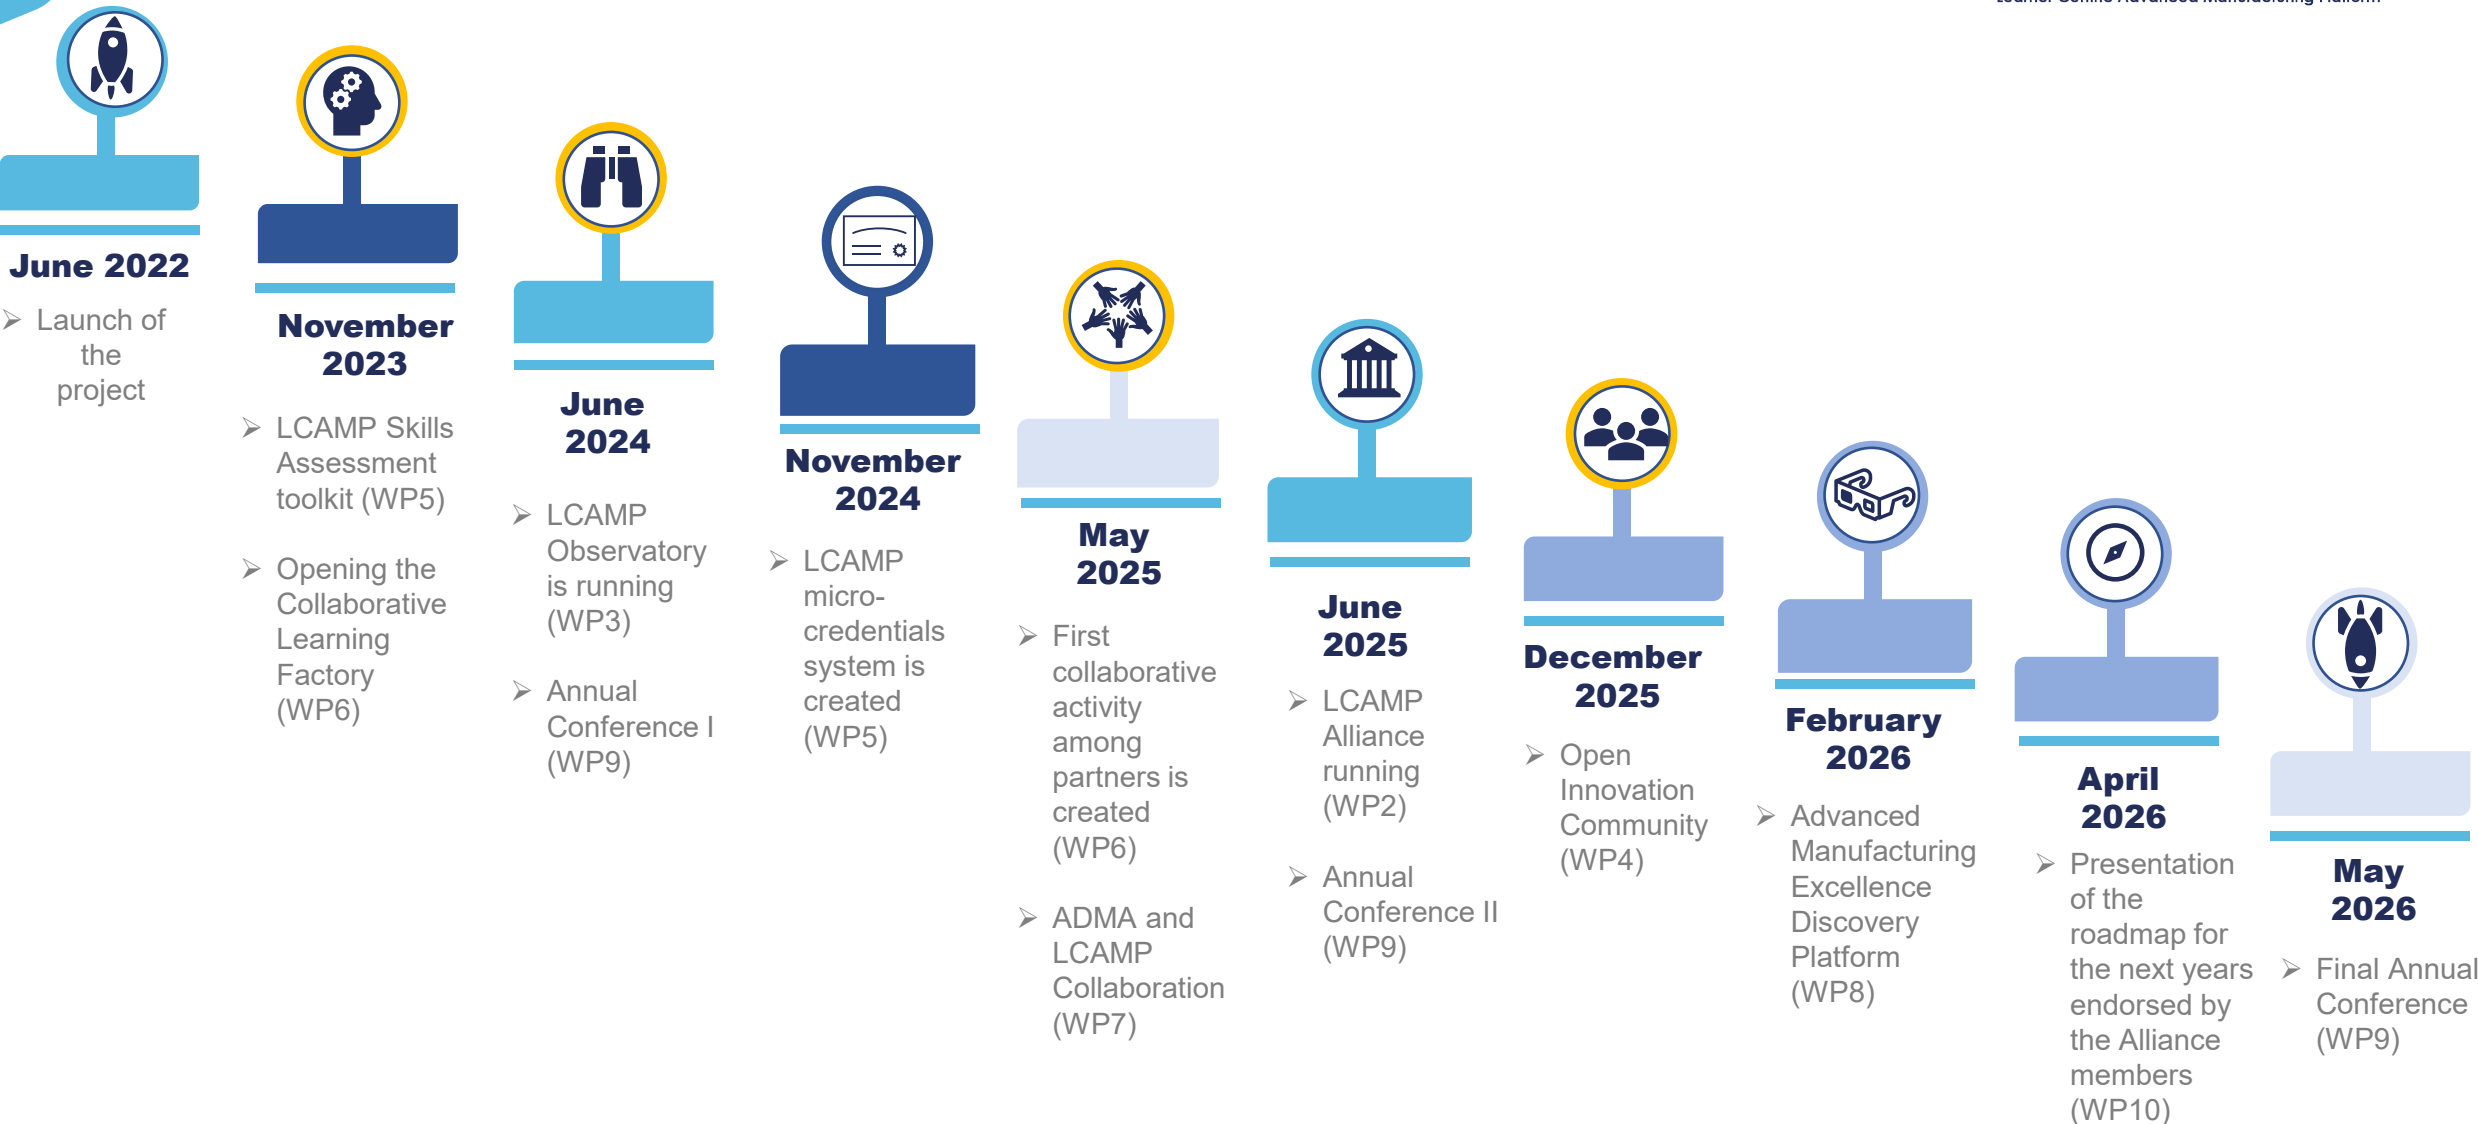 Learner Centric Advanced Manufacturing Platform
June 2022
➢ Launch of
the
project
November
2023
➢ LCAMP Skills
Assessment
toolkit (WP5)
➢ Opening the
Collaborative
Learning
Factory
(WP6)
June
2024
➢ LCAMP
Observatory
is running
(WP3)
➢ Annual
Conference I
(WP9)
November
2024
➢ LCAMP
micro-
credentials
system is
created
(WP5)
May
2025
➢ First
collaborative
activity
among
partners is
created
(WP6)
➢ ADMA and
LCAMP
Collaboration
(WP7)
June
2025
➢ LCAMP
Alliance
running
(WP2)
➢ Annual
Conference II
(WP9)
December
2025
➢ Open
Innovation
Community
(WP4)
February
2026
➢ Advanced
Manufacturing
Excellence
Discovery
Platform
(WP8)
April
2026
➢ Presentation
of the
roadmap for
the next years
endorsed by
the Alliance
members
(WP10)
May
2026
➢ Final Annual
Conference
(WP9)